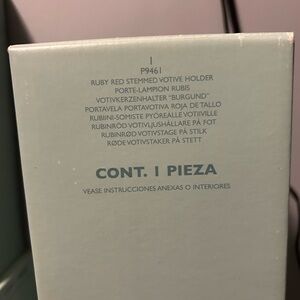 1
P9461
RUBY RED STEMMED VOTIVE HOLDER
PORTE-LAMPION RUBIS
VOTIVKERZENHALTER "BURGUND"
PORTAVELA PORTAVOTIVA ROJA DE TALLO
RUBIINI-SOMISTE PYÖREALLE VOTIIVILLE
RUBINRÖD VOTIVLJUSHÅLLARE PÅ FOT
RUBINRØD VOTIVSTAGE PÅ STILK
RØDE VOTIVSTAKER PÅ STETT
CONT. 1 PIEZA
VEASE INSTRUCCIONES ANEXAS O INTERIORES